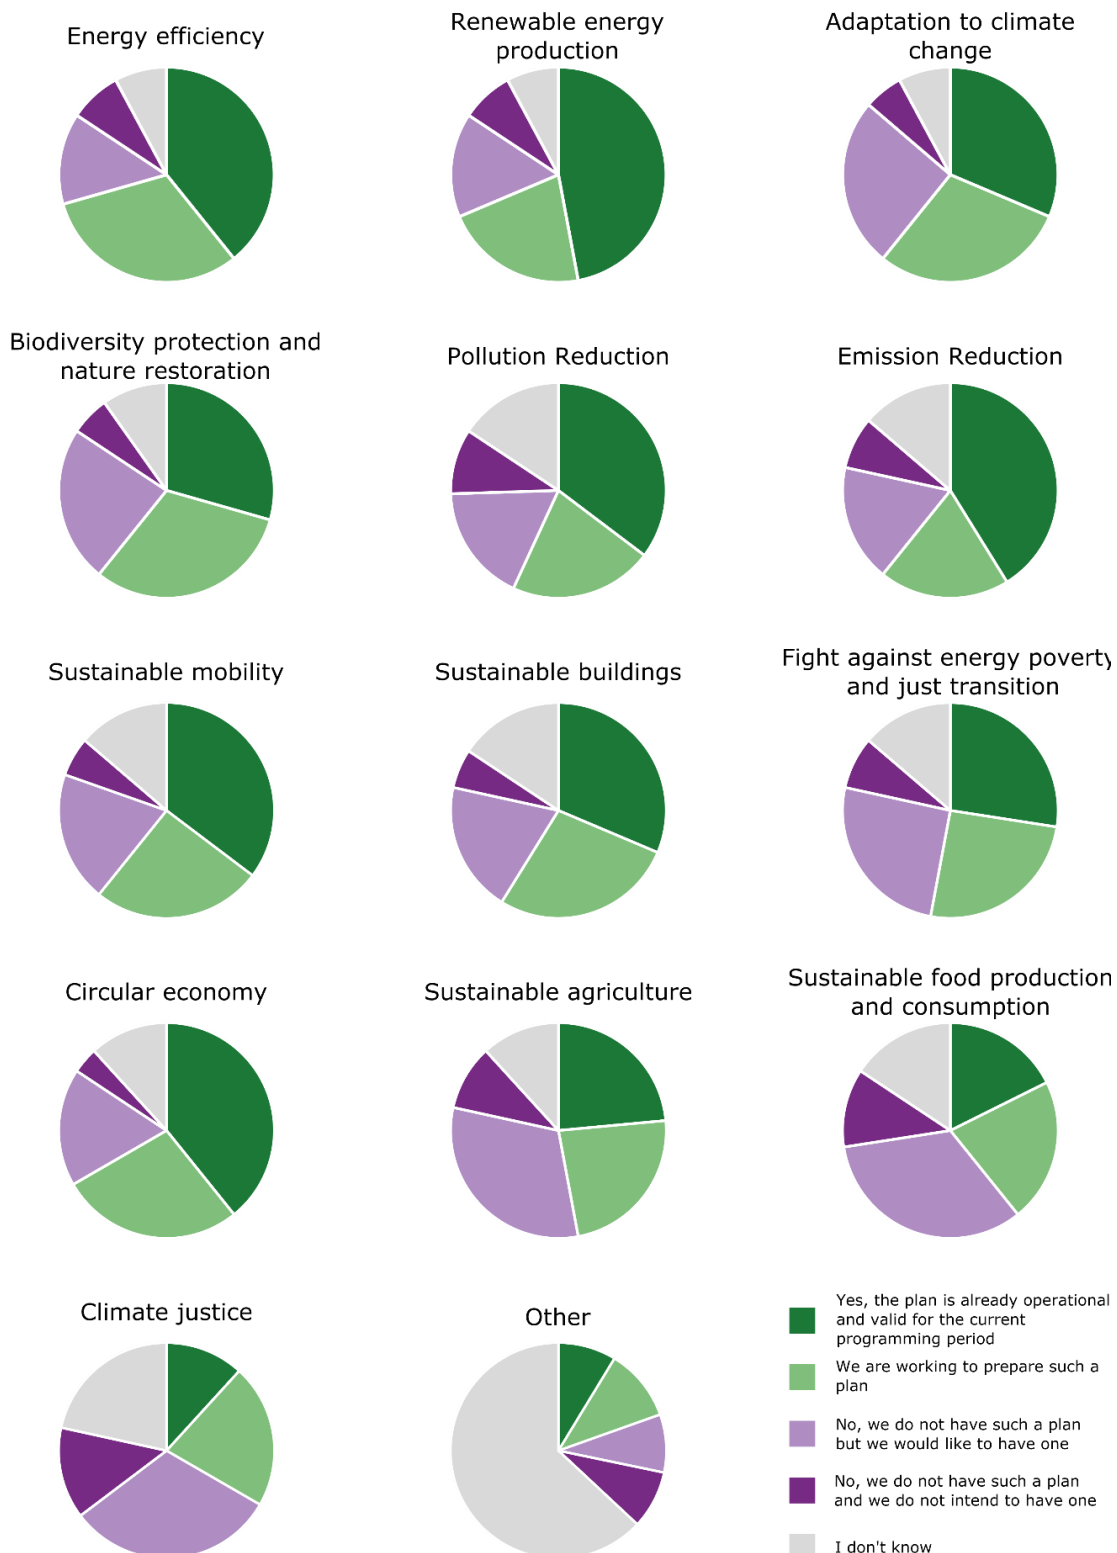 Energy efficiency
Renewable energy
production
Adaptation to climate
change
Biodiversity protection and
nature restoration
Pollution Reduction
Emission Reduction
Sustainable mobility
Sustainable buildings
Fight against energy poverty
and just transition
Circular economy
Sustainable agriculture
Sustainable food production
and consumption
Climate justice
Other
Yes, the plan is already operational
and valid for the current
programming period
We are working to prepare such a
plan
No, we do not have such a plan
but we would like to have one
No, we do not have such a plan
and we do not intend to have one
I don't know